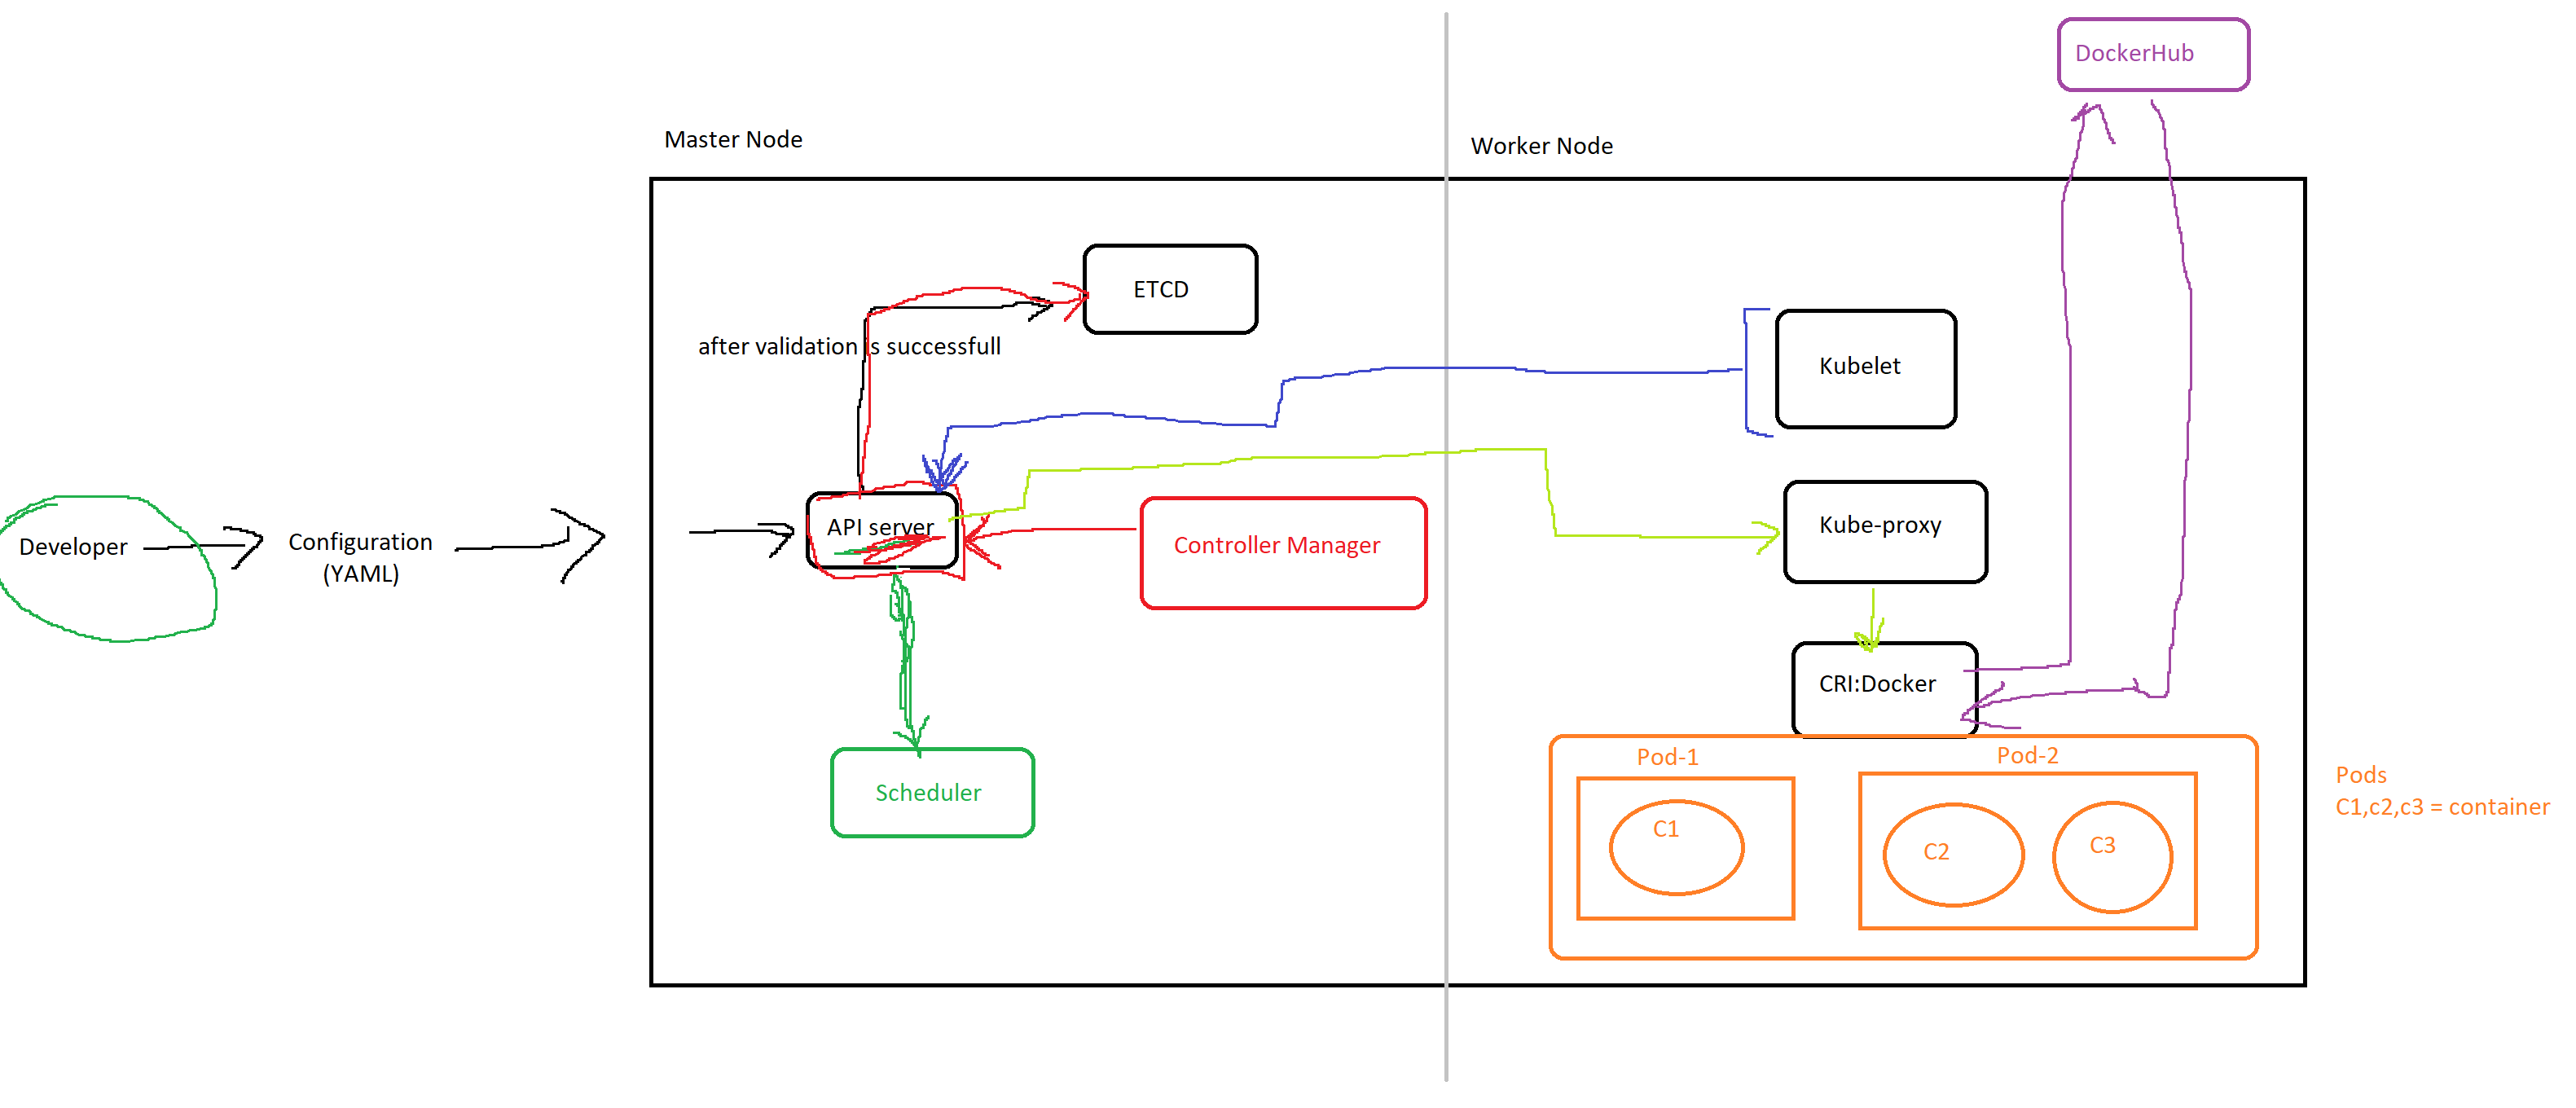 DockerHub
Master Node
Worker Node
ETCD
after validation is successfull
Kubelet
API server
Kube-proxy
Developer
Configuration
(YAML)
Controller Manager
CRI:Docker
Scheduler
Pod-1
Pod-2
Pods
C1,c2,c3 = container
C1
C2
C3